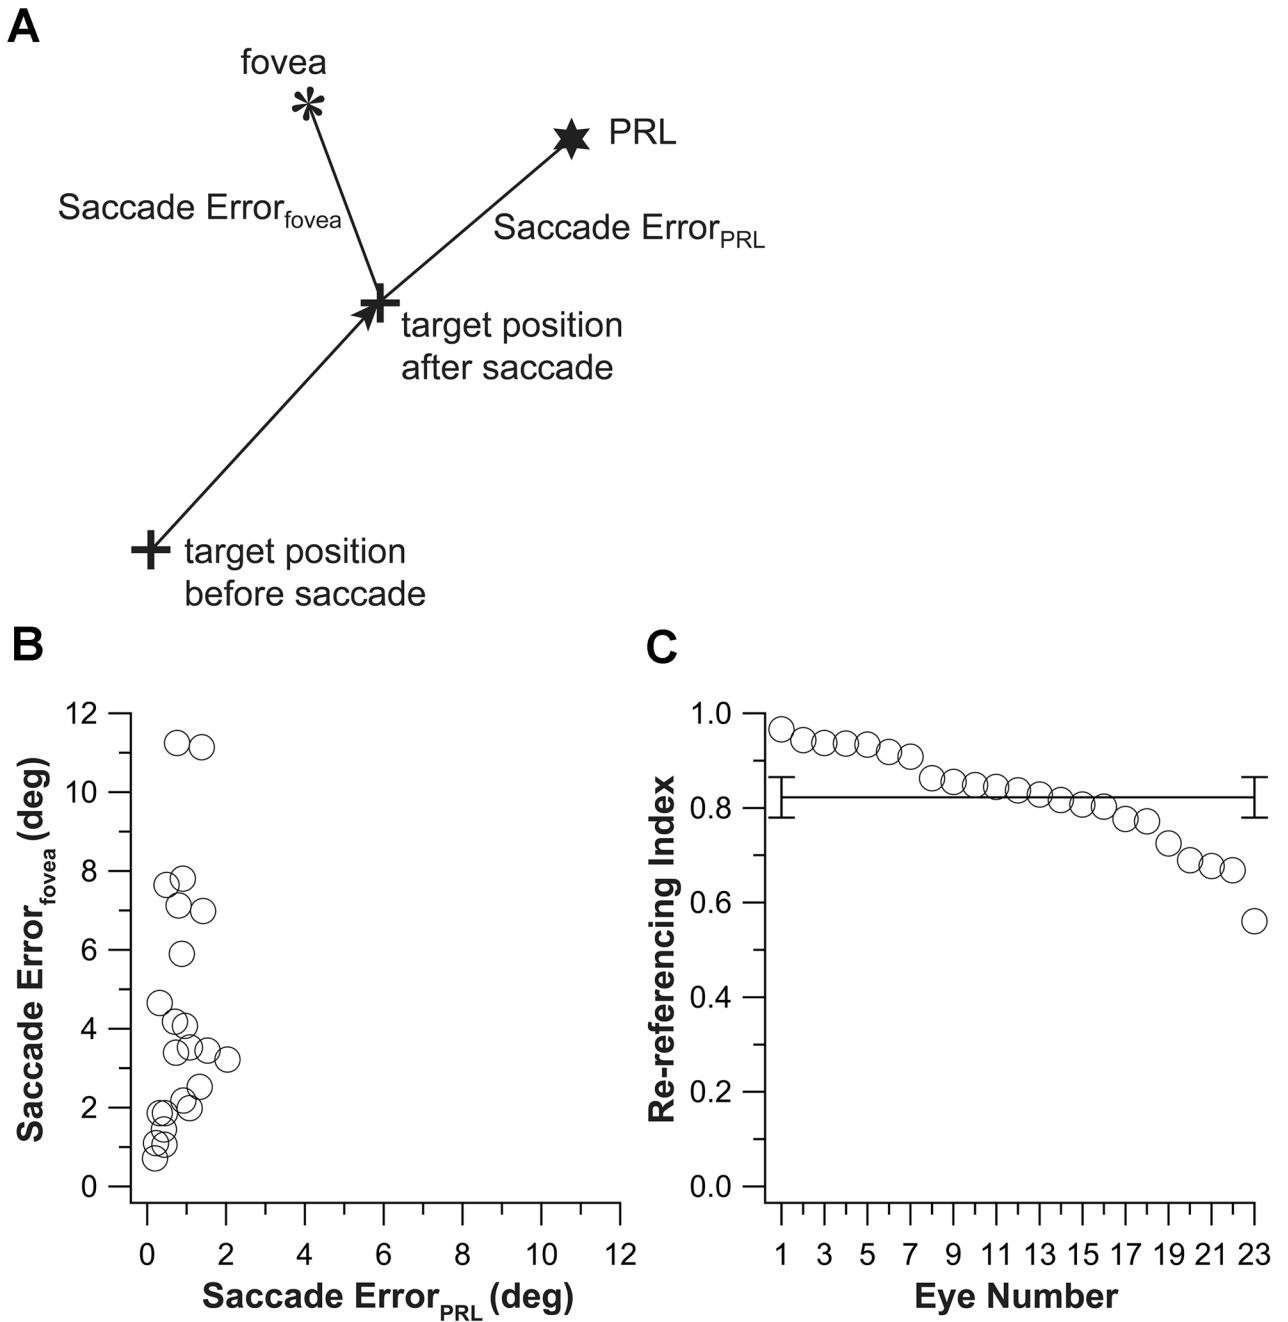 A
fovea
PRL
Saccade Errorfovea
Saccade ErrorPRL
target position
after saccade
target position
before saccade
B
12
10
8
6
4
2
0
Saccade Errorfovea (deg)
0 2 4 6 8 10 12
Saccade ErrorPRL (deg)
C
1.0
0.8
0.6
0.4
0.2
0.0
Re-referencing Index
1 3 5 7 9 11 13 15 17 19 21 23
Eye Number